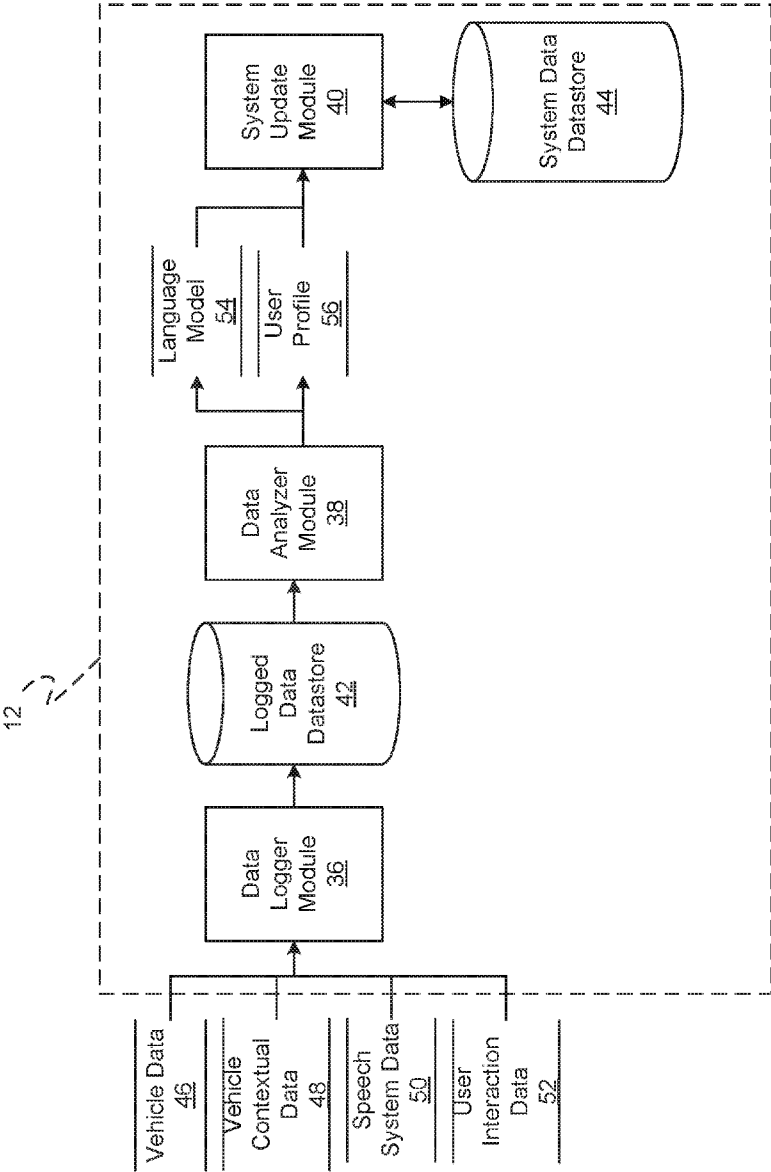 12
Vehicle Data
46
Vehicle
Contextual
Data
48
Speech
System Data
50
User
Interaction
Data
52
Data
Logger
Module
36
Logged
Data
Datastore
42
Data
Analyzer
Module
38
Language
Model
54
User
Profile
56
System
Update
Module
40
System Data
Datastore
44